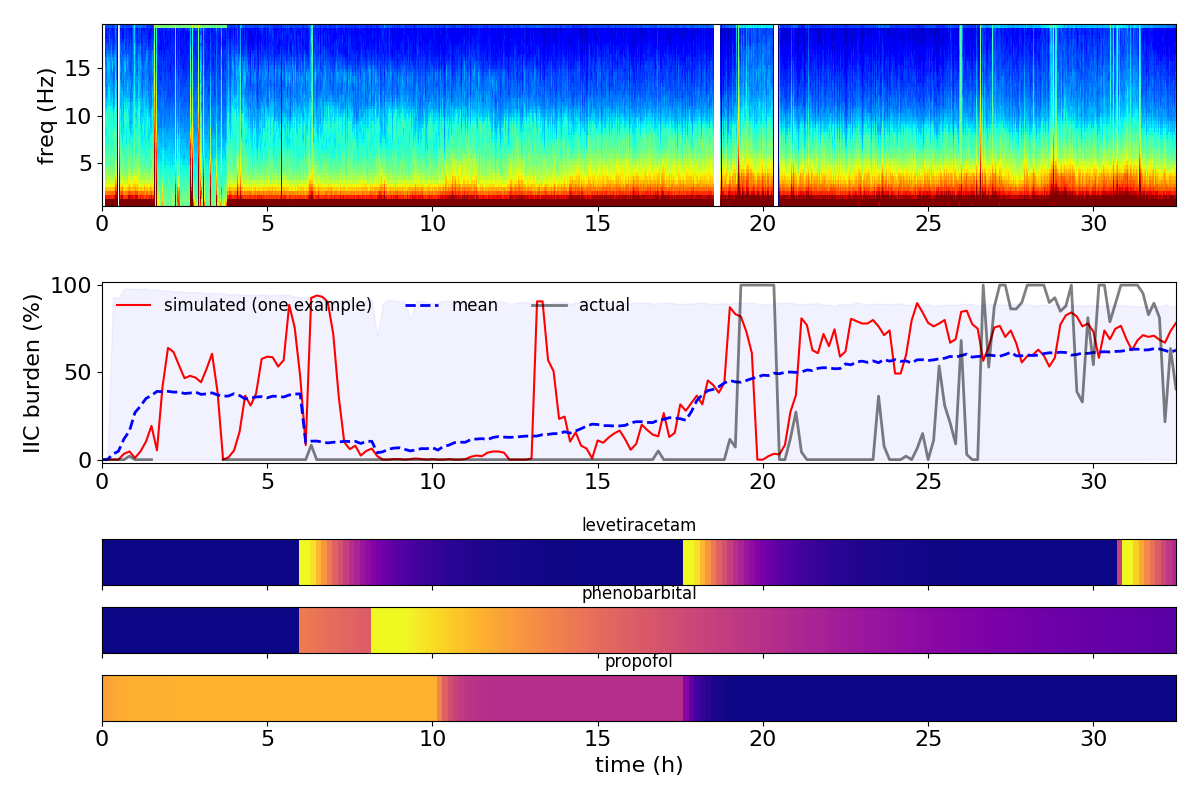 15
10
5
freq (Hz)
0 5 10 15 20 25 30
100
50
0
IIC burden (%)
simulated (one example) mean actual
0 5 10 15 20 25 30
levetiracetam
phenobarbital
propofol
0 5 10 15 20 25 30
time (h)